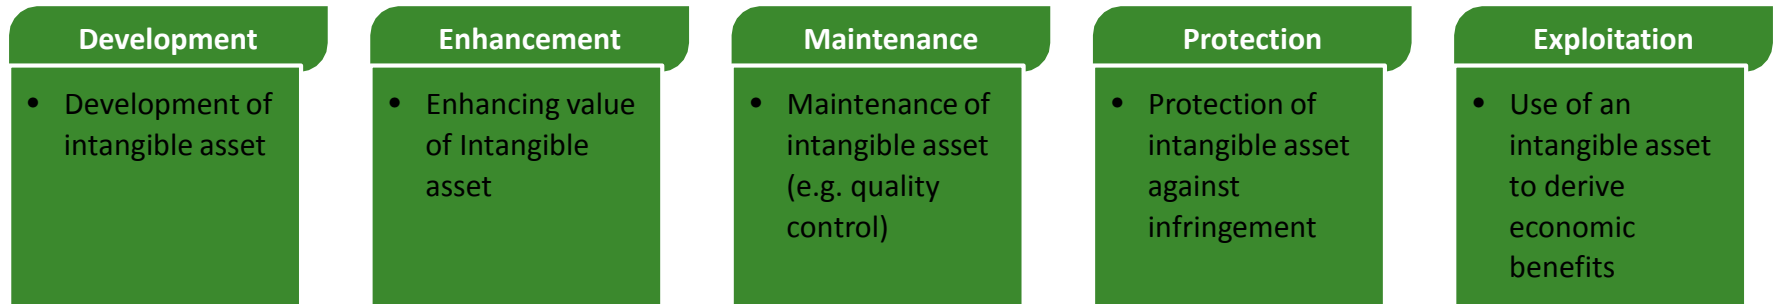 Development
• Development of
intangible asset
Enhancement
• Enhancing value
of Intangible
asset
Maintenance
• Maintenance of
intangible asset
(e.g. quality
control)
Protection
• Protection of
intangible asset
against
infringement
Exploitation
• Use of an
intangible asset
to derive
economic
benefits